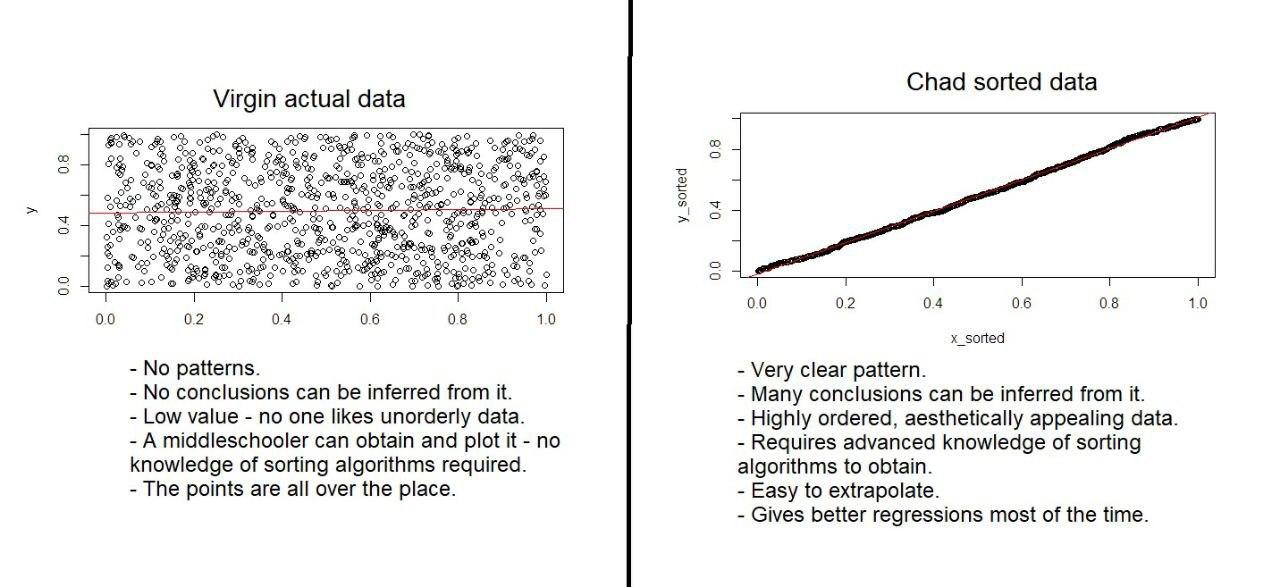 Virgin actual data
0.8
0.4
0.0
y
0.0 0.2 0.4 0.6 0.8 1.0
- No patterns.
- No conclusions can be inferred from it.
- Low value - no one likes unorderly data.
- A middleschooler can obtain and plot it - no
knowledge of sorting algorithms required.
- The points are all over the place.
Chad sorted data
0.8
0.4
0.0
y_sorted
0.0 0.2 0.4 0.6 0.8 1.0
x_sorted
- Very clear pattern.
- Many conclusions can be inferred from it.
- Highly ordered, aesthetically appealing data.
- Requires advanced knowledge of sorting
algorithms to obtain.
- Easy to extrapolate.
- Gives better regressions most of the time.